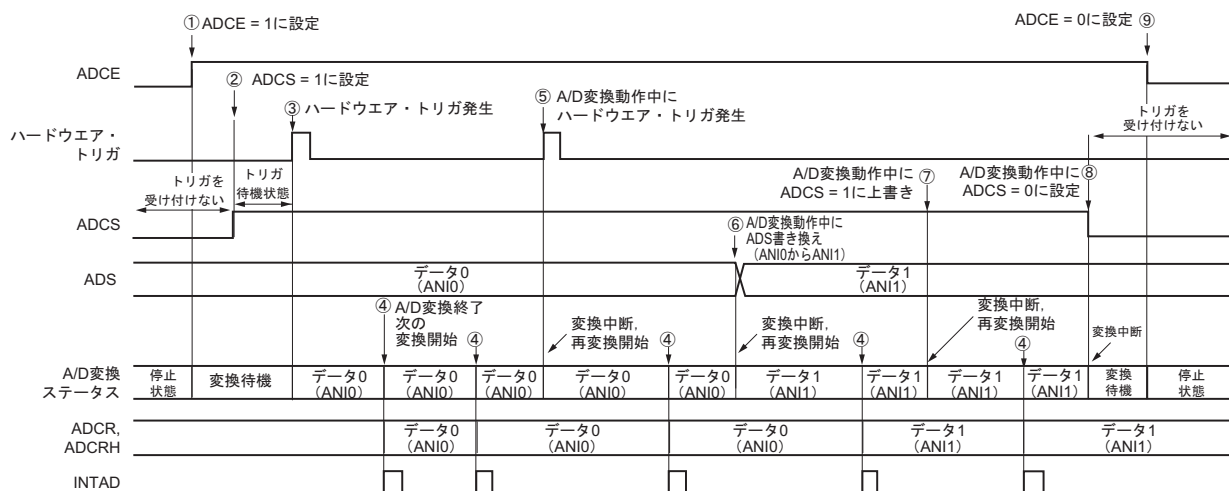 ① ADCE = 1に設定
ADCE = 0に設定 ⑨
ADCE
② ADCS = 1に設定
③ ハードウエア・トリガ発生
⑤ A/D変換動作中に
ハードウエア・トリガ発生
ハードウエア・
トリガ
トリガを
受け付けない
トリガを
受け付けない
トリガ
待機状態
A/D変換動作中に ⑦
ADCS = 1に上書き
A/D変換動作中に ⑧
ADCS = 0に設定
ADCS
⑥ A/D変換動作中に
ADS書き換え
(ANI0からANI1)
ADS
データ0
(ANI0)
データ1
(ANI1)
④ A/D変換終了
次の
変換開始
④
変換中断,
再変換開始
④
変換中断,
再変換開始
④
変換中断,
再変換開始
④
変換中断
A/D変換
ステータス
停止
状態
変換待機
データ0
(ANI0)
データ0
(ANI0)
データ0
(ANI0)
データ0
(ANI0)
データ0
(ANI0)
データ1
(ANI1)
データ1
(ANI1)
データ1
(ANI1)
データ1
(ANI1)
変換
待機
停止
状態
ADCR,
ADCRH
データ0
(ANI0)
データ0
(ANI0)
データ0
(ANI0)
データ1
(ANI1)
データ1
(ANI1)
INTAD